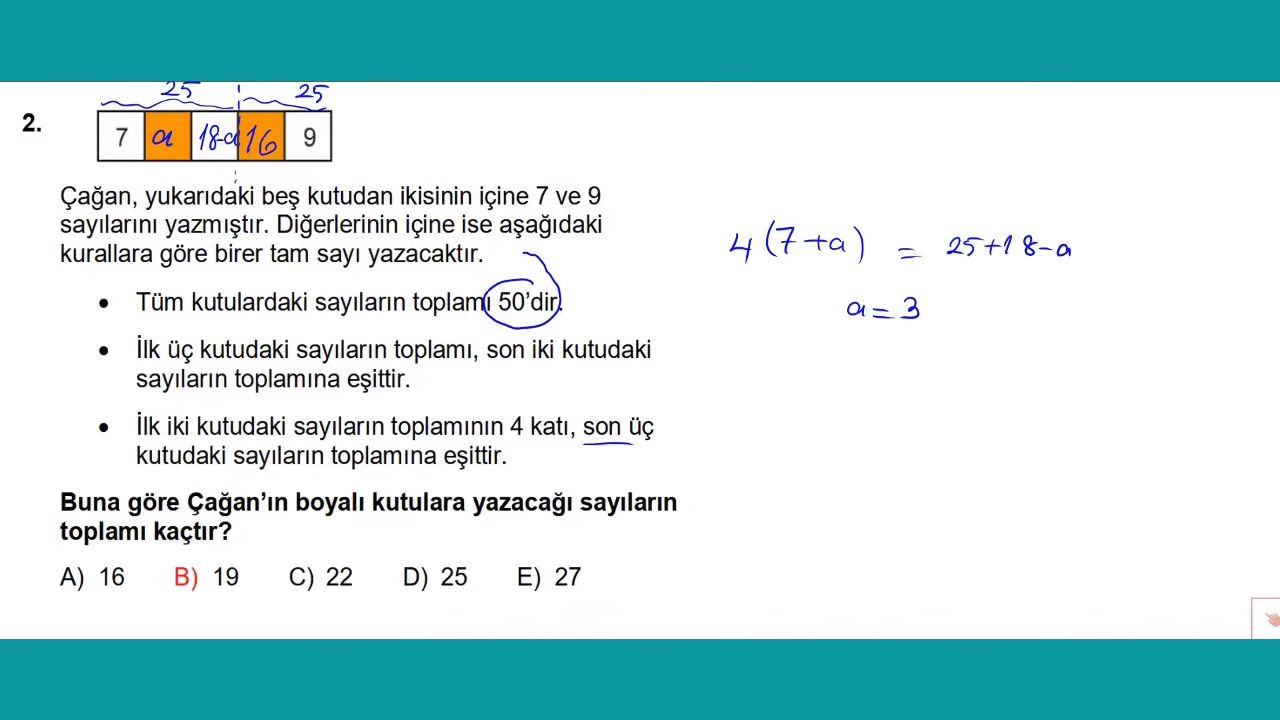 25 25
2.
7 a 18-a 16 9
Çağan, yukarıdaki beş kutudan ikisinin içine 7 ve 9
sayılarını yazmıştır. Diğerlerinin içine ise aşağıdaki
kurallara göre birer tam sayı yazacaktır.
4(7+a) = 25+18-a
a=3
• Tüm kutulardaki sayıların toplamı 50’dir.
• İlk üç kutudaki sayıların toplamı, son iki kutudaki
sayıların toplamına eşittir.
• İlk iki kutudaki sayıların toplamının 4 katı, son üç
kutudaki sayıların toplamına eşittir.
Buna göre Çağan’ın boyalı kutulara yazacağı sayıların
toplamı kaçtır?
A) 16 B) 19 C) 22 D) 25 E) 27